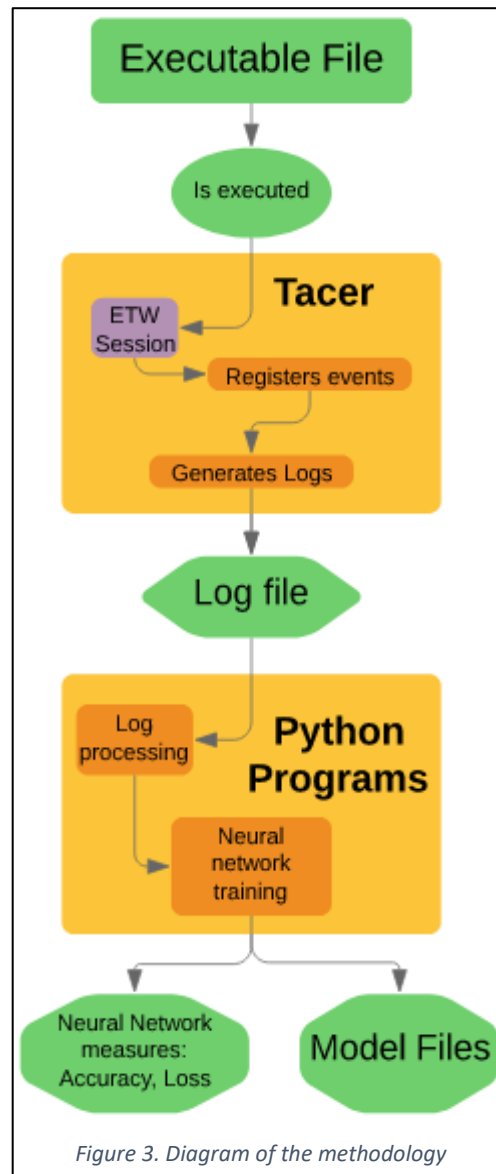 Executable File
Is executed
Tacer
ETW
Session
Registers events
Generates Logs
Log file
Log
processing
Python
Programs
Neural
network
training
Neural Network
measures:
Accuracy, Loss
Model Files
Figure 3. Diagram of the methodology